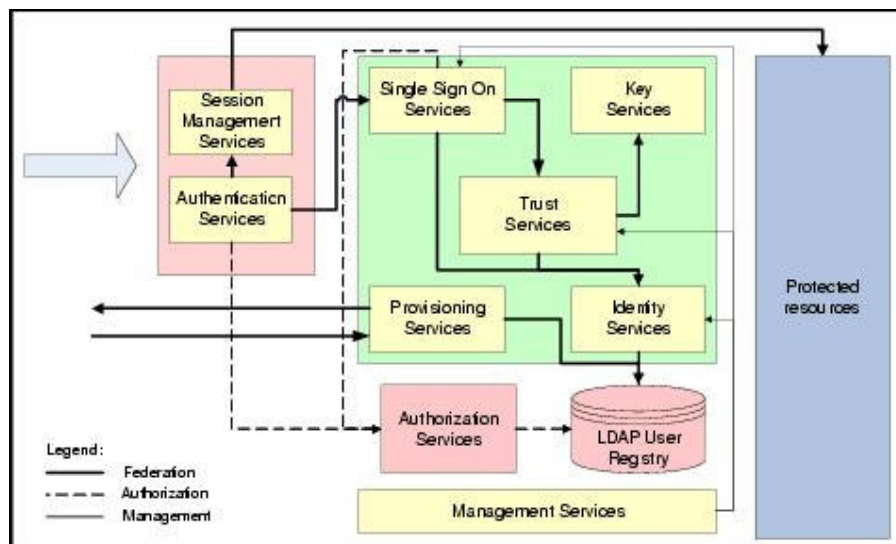 Session
Management
Services
Authentication
Services
Single Sign On
Services
Key
Services
Trust
Services
Provisioning
Services
Identity
Services
Protected
resources
Authorization
Services
LDAP User
Registry
Management Services
Legend:
Federation
Authorization
Management